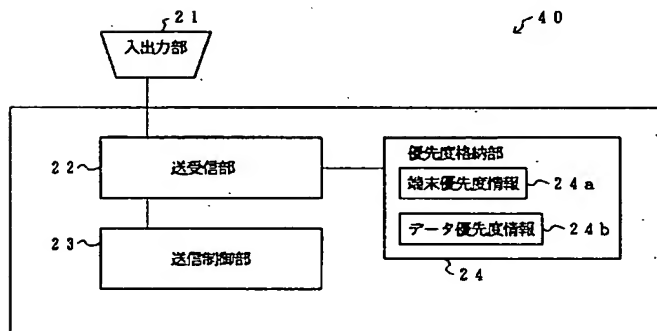 21
入出力部
40
22
送受信部
優先度格納部
端末優先度情報
24a
データ優先度情報
24b
23
送信制御部
24